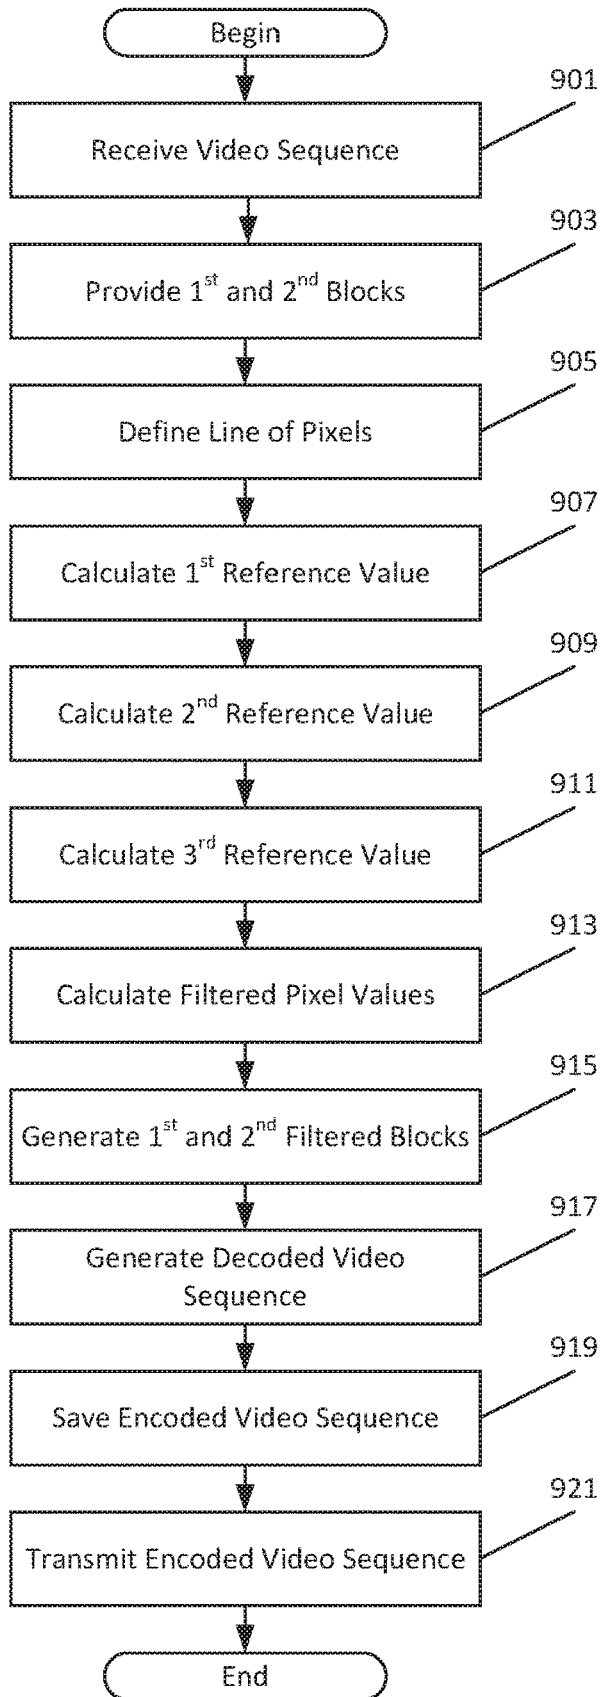 Begin
901
Receive Video Sequence
903
Provide 1st and 2nd Blocks
905
Define Line of Pixels
907
Calculate 1st Reference Value
909
Calculate 2nd Reference Value
911
Calculate 3rd Reference Value
913
Calculate Filtered Pixel Values
915
Generate 1st and 2nd Filtered Blocks
917
Generate Decoded Video
Sequence
919
Save Encoded Video Sequence
921
Transmit Encoded Video Sequence
End